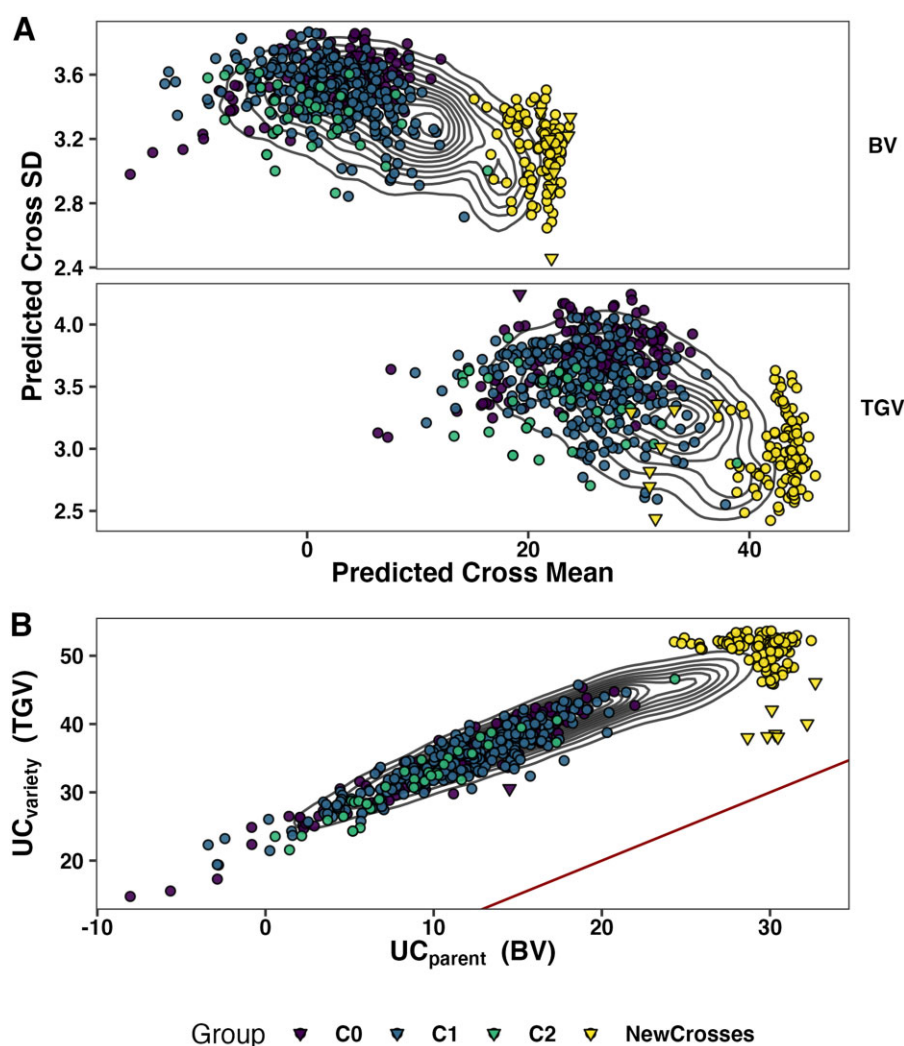 A
Predicted Cross SD
3.6
3.2
2.8
2.4
BV
4.0
3.5
3.0
2.5
TGV
0 20 40
Predicted Cross Mean
B
UCvariety (TGV)
50
40
30
20
-10 0 10 20 30
UCparent (BV)
Group C0 C1 C2 NewCrosses